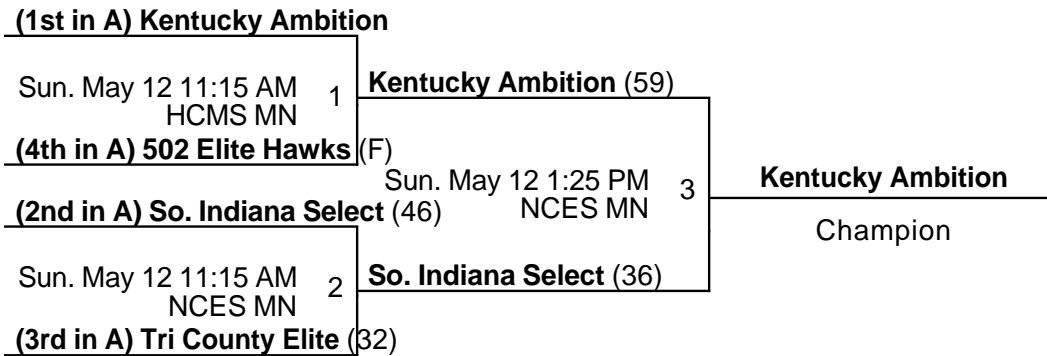 (1st in A) Kentucky Ambition
Sun. May 12 11:15 AM
HCMS MN
1
Kentucky Ambition (59)
(4th in A) 502 Elite Hawks (F)
Sun. May 12 1:25 PM
NCES MN
3
Kentucky Ambition
Champion
(2nd in A) So. Indiana Select (46)
Sun. May 12 11:15 AM
NCES MN
2
So. Indiana Select (36)
(3rd in A) Tri County Elite (32)